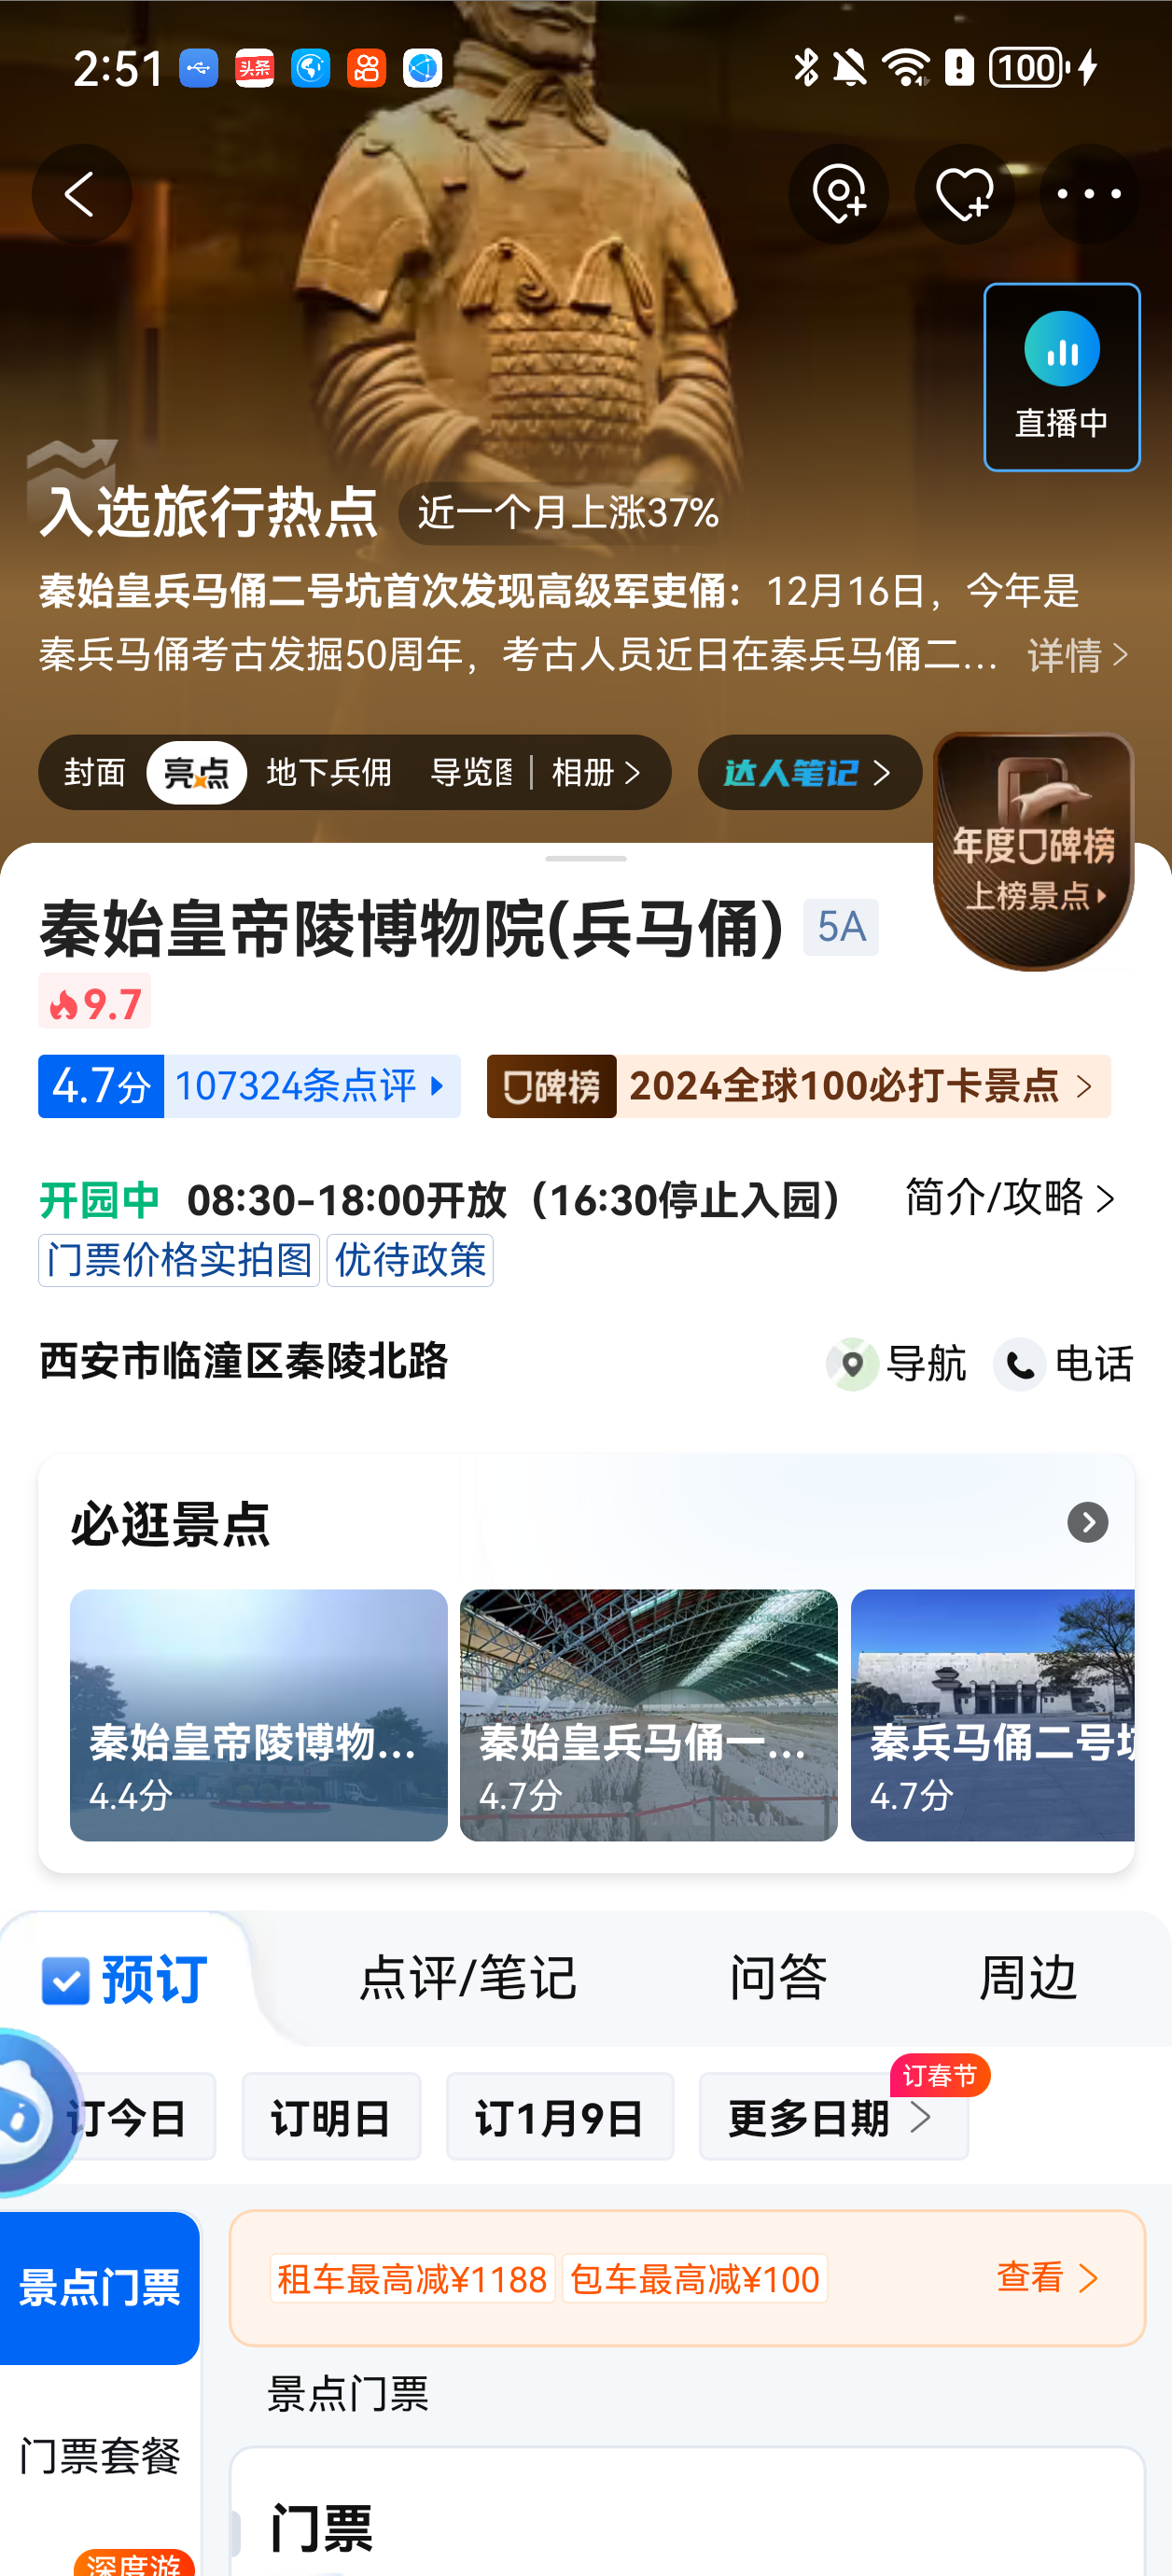 2:51
头条
100
直播中
入选旅行热点 近一个月上涨37%
秦始皇兵马俑二号坑首次发现高级军吏俑：12月16日，今年是
秦兵马俑考古发掘50周年，考古人员近日在秦兵马俑二... 详情
封面 亮点 地下兵佣 导览图 相册 达人笔记
年度口碑榜
上榜景点
秦始皇帝陵博物院(兵马俑) 5A
9.7
4.7分 107324条点评 口碑榜 2024全球100必打卡景点
开园中 08:30-18:00开放（16:30停止入园） 简介/攻略
门票价格实拍图 优待政策
西安市临潼区秦陵北路 导航 电话
必逛景点
秦始皇帝陵博物... 秦始皇兵马俑一... 秦兵马俑二号坑
4.4分 4.7分 4.7分
预订 点评/笔记 问答 周边
订春节
订今日 订明日 订1月9日 更多日期
景点门票 租车最高减¥1188 包车最高减¥100 查看
景点门票
门票套餐
门票
深度游